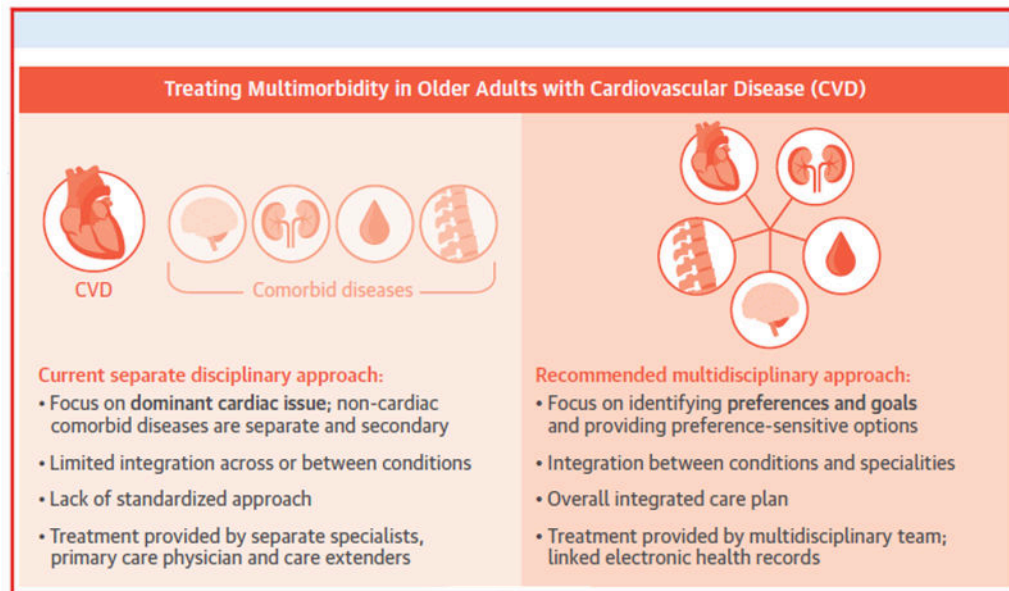 Treating Multimorbidity in Older Adults with Cardiovascular Disease (CVD)
CVD
Comorbid diseases
Current separate disciplinary approach:
• Focus on dominant cardiac issue; non-cardiac
comorbid diseases are separate and secondary
• Limited integration across or between conditions
• Lack of standardized approach
• Treatment provided by separate specialists,
primary care physician and care extenders
Recommended multidisciplinary approach:
• Focus on identifying preferences and goals
and providing preference-sensitive options
• Integration between conditions and specialities
• Overall integrated care plan
• Treatment provided by multidisciplinary team;
linked electronic health records